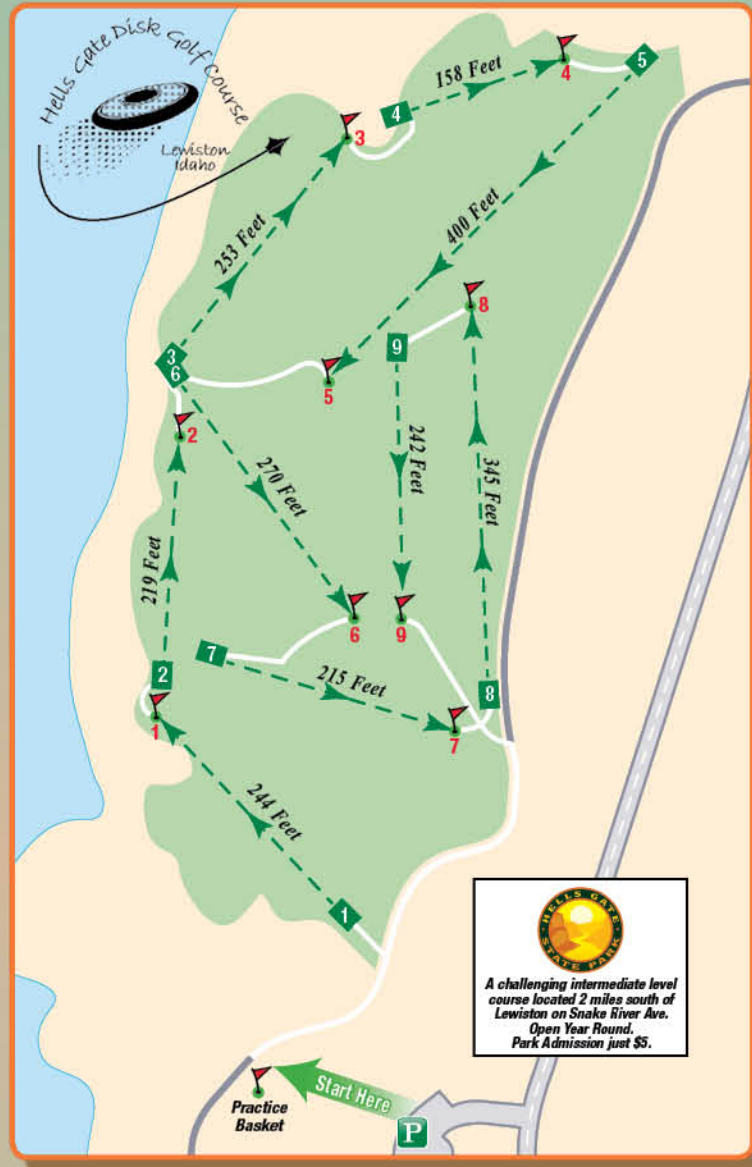 Hells Gate Disk Golf Course
Lewiston
Idaho
158 Feet
4
5
4
3
253 Feet
400 Feet
8
3
6
9
5
2
270 Feet
242 Feet
345 Feet
219 Feet
6
9
7
2
215 Feet
8
1
7
244 Feet
1
HELLS GATE
STATE PARK
A challenging intermediate level
course located 2 miles south of
Lewiston on Snake River Ave.
Open Year Round.
Park Admission just $5.
Start Here
Practice
Basket
P